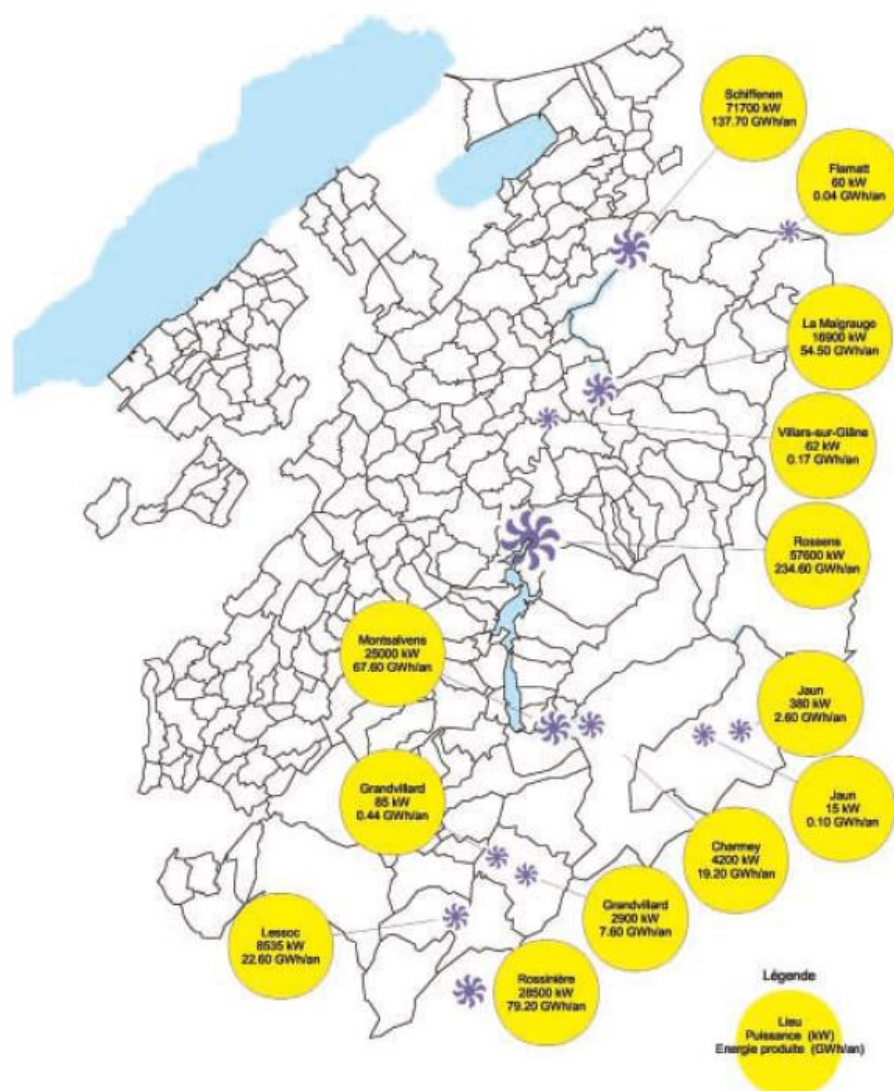 Schiffenen
71700 kW
137.70 GWh/an
Flamatt
60 kW
0.04 GWh/an
La Maigrauge
16900 kW
54.50 GWh/an
Villars-sur-Glâne
62 kW
0.17 GWh/an
Rossens
57600 kW
234.60 GWh/an
Montsalvens
25000 kW
67.60 GWh/an
Jaun
380 kW
2.60 GWh/an
Grandvillard
85 kW
0.44 GWh/an
Jaun
15 kW
0.10 GWh/an
Charmey
4200 kW
19.20 GWh/an
Grandvillard
2900 kW
7.60 GWh/an
Lessoc
8535 kW
22.60 GWh/an
Rossinière
28500 kW
79.20 GWh/an
Légende
Lieu
Puissance (kW)
Energie produite (GWh/an)